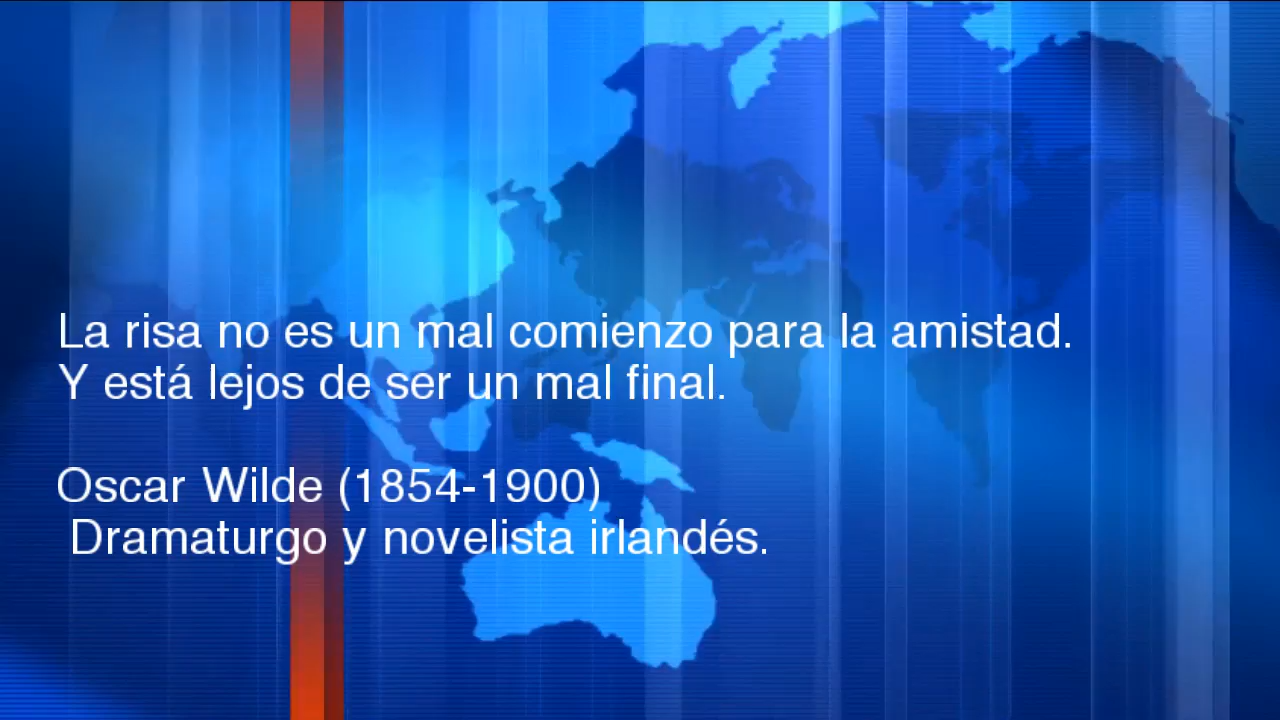 La risa no es un mal comienzo para la amistad.
Y está lejos de ser un mal final.
Oscar Wilde (1854-1900)
Dramaturgo y novelista irlandés.